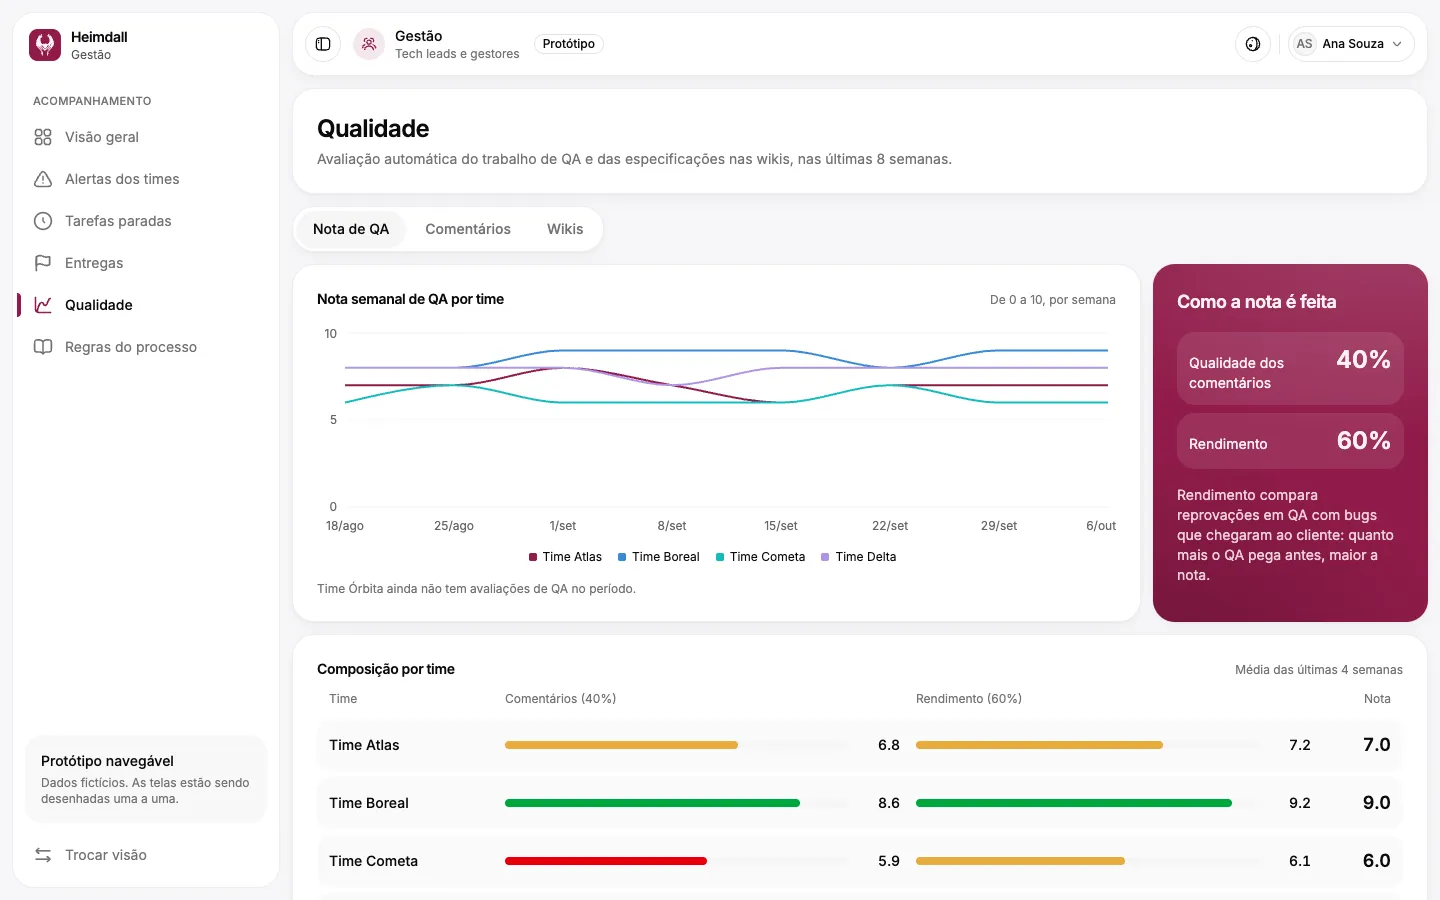 Heimdall
Gestão
ACOMPANHAMENTO
Visão geral
Alertas dos times
Tarefas paradas
Entregas
Qualidade
Regras do processo
Protótipo navegável
Dados fictícios. As telas estão sendo
desenhadas uma a uma.
Trocar visão
Gestão
Tech leads e gestores
Protótipo
AS Ana Souza
Qualidade
Avaliação automática do trabalho de QA e das especificações nas wikis, nas últimas 8 semanas.
Nota de QA Comentários Wikis
Nota semanal de QA por time
De 0 a 10, por semana
10
5
0
18/ago 25/ago 1/set 8/set 15/set 22/set 29/set 6/out
Time Atlas Time Boreal Time Cometa Time Delta
Time Órbita ainda não tem avaliações de QA no período.
Como a nota é feita
Qualidade dos
comentários
40%
Rendimento 60%
Rendimento compara
reprovações em QA com bugs
que chegaram ao cliente: quanto
mais o QA pega antes, maior a
nota.
Composição por time
Média das últimas 4 semanas
Time Comentários (40%) Rendimento (60%) Nota
Time Atlas 6.8 7.2 7.0
Time Boreal 8.6 9.2 9.0
Time Cometa 5.9 6.1 6.0